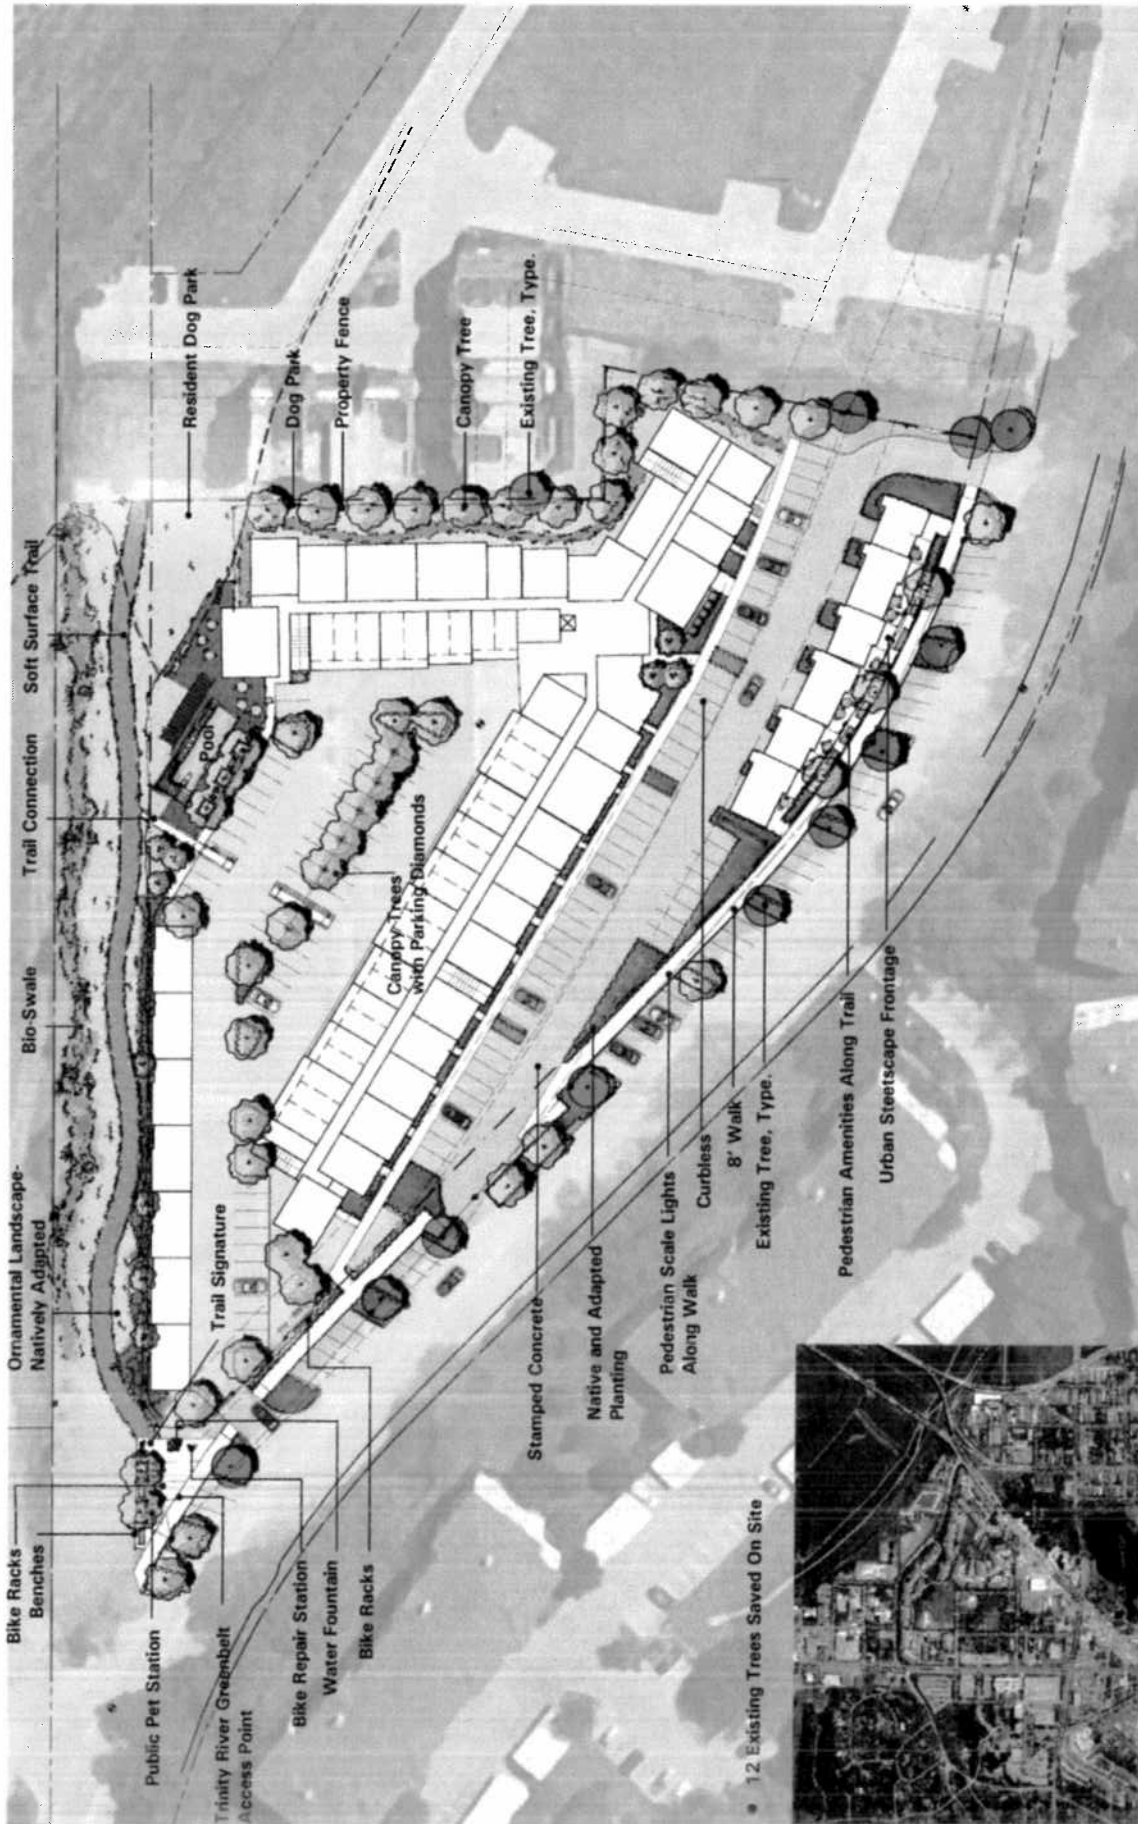 Bike Racks
Benches
Ornamental Landscape-
Natively Adapted
Bio-Swale
Trail Connection
Soft Surface Trail
Resident Dog Park
Dog Park
Property Fence
Canopy Tree
Existing Tree, Type.
Pool
Canopy Trees
with Parking Diamonds
Trail Signature
Public Pet Station
Trinity River Greenbelt
Access Point
Bike Repair Station
Water Fountain
Bike Racks
Stamped Concrete
Native and Adapted
Planting
Pedestrian Scale Lights
Along Walk
Curbless
8' Walk
Existing Tree, Type.
Pedestrian Amenities Along Trail
Urban Steetscape Frontage
12 Existing Trees Saved On Site